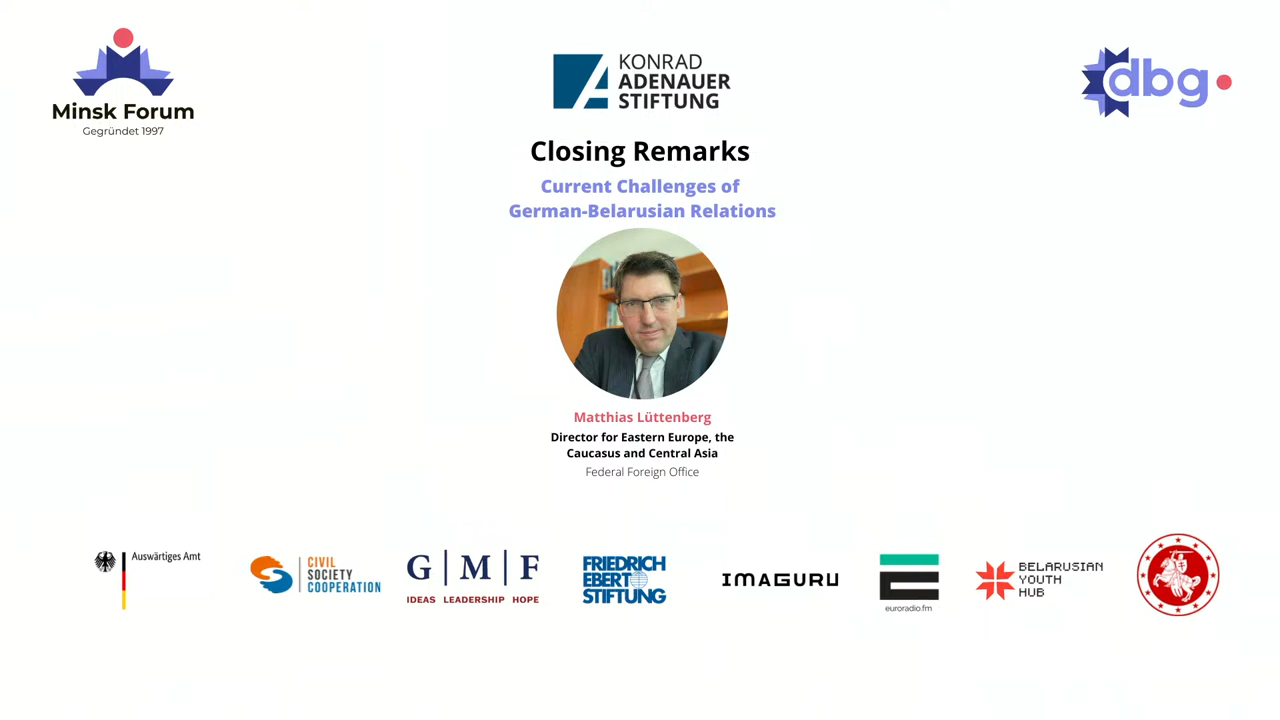 Minsk Forum
Gegründet 1997
KONRAD
ADENAUER
STIFTUNG
dbg
Closing Remarks
Current Challenges of
German-Belarusian Relations
Matthias Lüttenberg
Director for Eastern Europe, the
Caucasus and Central Asia
Federal Foreign Office
Auswärtiges Amt
CIVIL
SOCIETY
COOPERATION
G|M|F
IDEAS LEADERSHIP HOPE
FRIEDRICH
EBERT
STIFTUNG
IMAGURU
euroradio.fm
BELARUSIAN
YOUTH
HUB